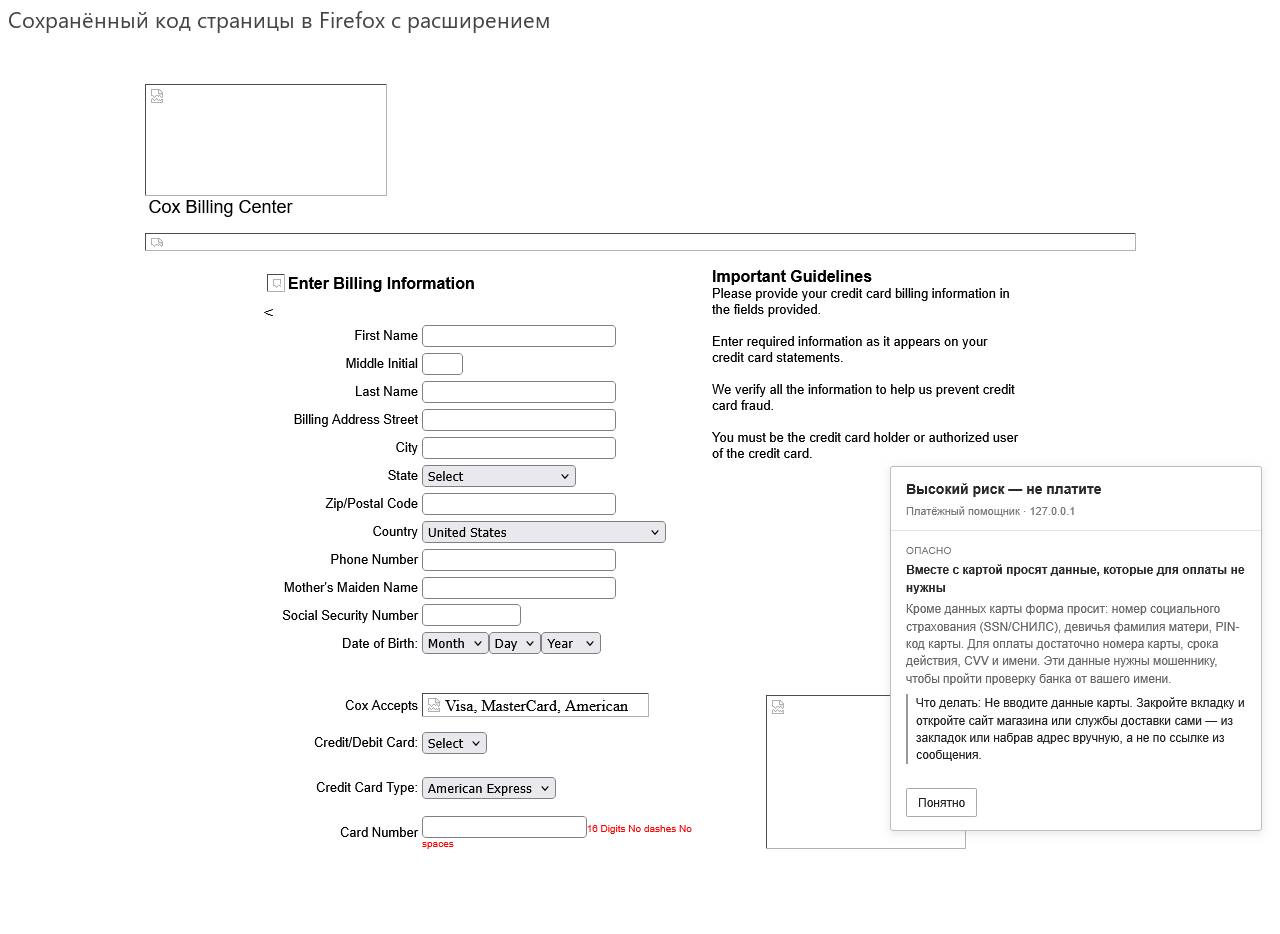 Сохранённый код страницы в Firefox с расширением
Cox Billing Center
Enter Billing Information
<
First Name
Middle Initial
Last Name
Billing Address Street
City
State Select
Zip/Postal Code
Country United States
Phone Number
Mother's Maiden Name
Social Security Number
Date of Birth: Month Day Year
Cox Accepts Visa, MasterCard, American
Credit/Debit Card: Select
Credit Card Type: American Express
Card Number 16 Digits No dashes No
spaces
Important Guidelines
Please provide your credit card billing information in
the fields provided.
Enter required information as it appears on your
credit card statements.
We verify all the information to help us prevent credit
card fraud.
You must be the credit card holder or authorized user
of the credit card.
Высокий риск — не платите
Платёжный помощник · 127.0.0.1
ОПАСНО
Вместе с картой просят данные, которые для оплаты не
нужны
Кроме данных карты форма просит: номер социального
страхования (SSN/СНИЛС), девичья фамилия матери, PIN-
код карты. Для оплаты достаточно номера карты, срока
действия, CVV и имени. Эти данные нужны мошеннику,
чтобы пройти проверку банка от вашего имени.
Что делать: Не вводите данные карты. Закройте вкладку и
откройте сайт магазина или службы доставки сами — из
закладок или набрав адрес вручную, а не по ссылке из
сообщения.
Понятно